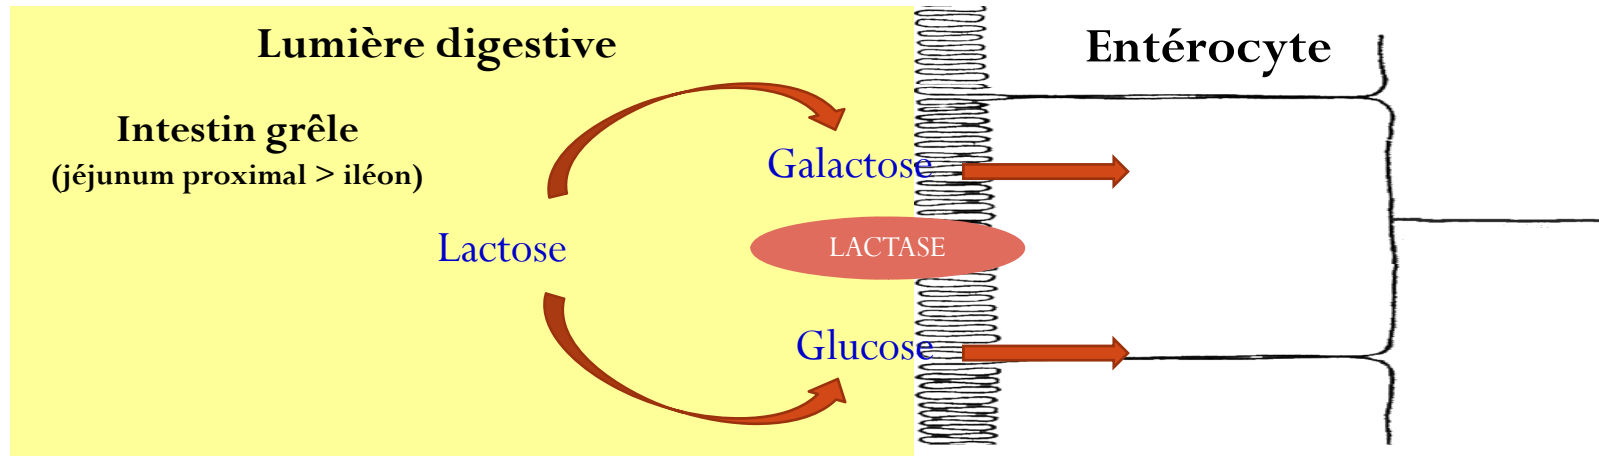 Lumière digestive
Entérocyte
Intestin grêle
(jéjunum proximal > iléon)
Galactose
Lactose
LACTASE
Glucose